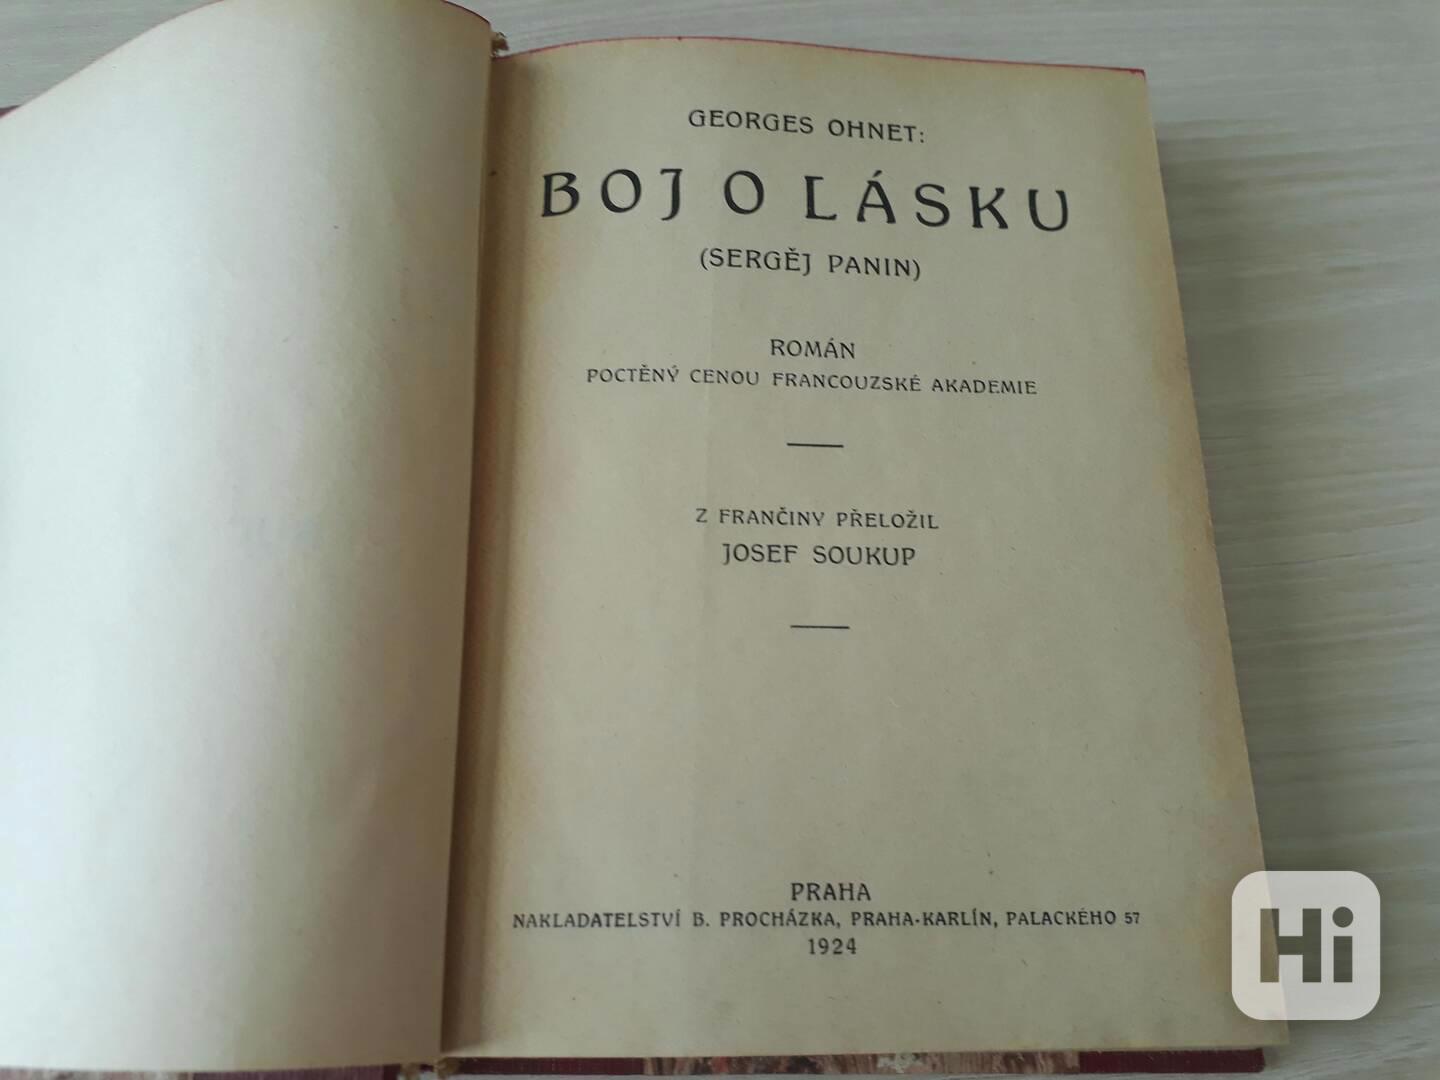 GEORGES OHNET:
BOJ O LÁSKU
(SERGĚJ PANIN)
ROMÁN
POCTĚNÝ CENOU FRANCOUZSKÉ AKADEMIE
Z FRANČINY PŘELOŽIL
JOSEF SOUKUP
PRAHA
NAKLADATELSTVÍ B. PROCHÁZKA, PRAHA-KARLÍN, PALACKÉHO 57
1924
Hi